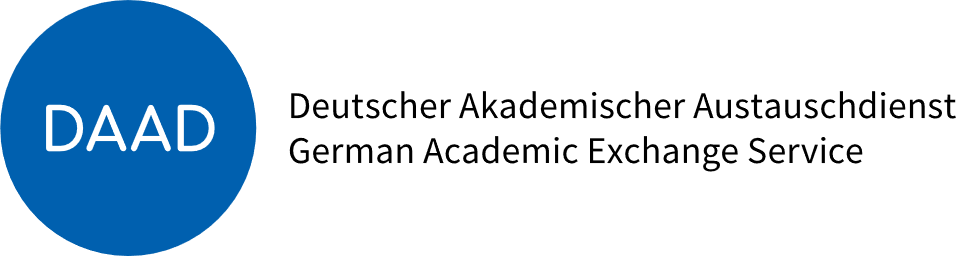 DAAD
Deutscher Akademischer Austauschdienst
German Academic Exchange Service